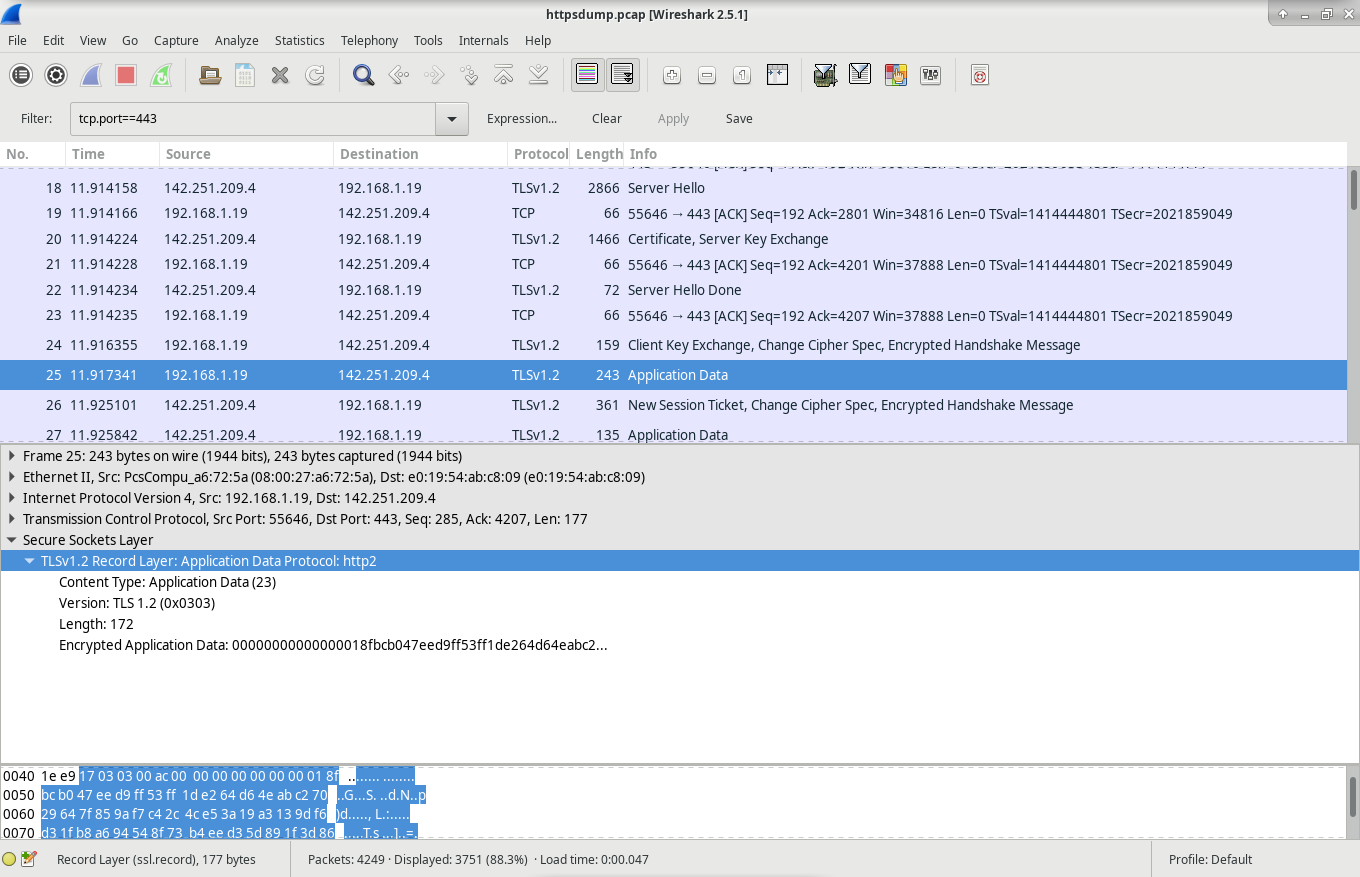 httpsdump.pcap [Wireshark 2.5.1]
File Edit View Go Capture Analyze Statistics Telephony Tools Internals Help
Filter: tcp.port==443 Expression... Clear Apply Save
No. Time Source Destination Protocol Length Info
18 11.914158 142.251.209.4 192.168.1.19 TLSv1.2 2866 Server Hello
19 11.914166 192.168.1.19 142.251.209.4 TCP 66 55646 → 443 [ACK] Seq=192 Ack=2801 Win=34816 Len=0 TSval=1414444801 TSecr=2021859049
20 11.914224 142.251.209.4 192.168.1.19 TLSv1.2 1466 Certificate, Server Key Exchange
21 11.914228 192.168.1.19 142.251.209.4 TCP 66 55646 → 443 [ACK] Seq=192 Ack=4201 Win=37888 Len=0 TSval=1414444801 TSecr=2021859049
22 11.914234 142.251.209.4 192.168.1.19 TLSv1.2 72 Server Hello Done
23 11.914235 192.168.1.19 142.251.209.4 TCP 66 55646 → 443 [ACK] Seq=192 Ack=4207 Win=37888 Len=0 TSval=1414444801 TSecr=2021859049
24 11.916355 192.168.1.19 142.251.209.4 TLSv1.2 159 Client Key Exchange, Change Cipher Spec, Encrypted Handshake Message
25 11.917341 192.168.1.19 142.251.209.4 TLSv1.2 243 Application Data
26 11.925101 142.251.209.4 192.168.1.19 TLSv1.2 361 New Session Ticket, Change Cipher Spec, Encrypted Handshake Message
27 11.925842 142.251.209.4 192.168.1.19 TLSv1.2 135 Application Data
Frame 25: 243 bytes on wire (1944 bits), 243 bytes captured (1944 bits)
Ethernet II, Src: PcsCompu_a6:72:5a (08:00:27:a6:72:5a), Dst: e0:19:54:ab:c8:09 (e0:19:54:ab:c8:09)
Internet Protocol Version 4, Src: 192.168.1.19, Dst: 142.251.209.4
Transmission Control Protocol, Src Port: 55646, Dst Port: 443, Seq: 285, Ack: 4207, Len: 177
Secure Sockets Layer
TLSv1.2 Record Layer: Application Data Protocol: http2
Content Type: Application Data (23)
Version: TLS 1.2 (0x0303)
Length: 172
Encrypted Application Data: 00000000000000018fbcb047eed9ff53ff1de264d64eabc2...
0040 1e e9 17 03 03 00 ac 00 00 00 00 00 00 00 01 8f ........ ........
0050 bc b0 47 ee d9 ff 53 ff 1d e2 64 d6 4e ab c2 70 ..G...S. ..d.N..p
0060 29 64 7f 85 9a f7 c4 2c 4c e5 3a 19 a3 13 9d f6 )d....., L.:.....
0070 d3 1f b8 a6 94 54 8f 73 b4 ee d3 5d 89 1f 3d 86 .....T.s ...]..=.
Record Layer (ssl.record), 177 bytes Packets: 4249 · Displayed: 3751 (88.3%) · Load time: 0:00.047 Profile: Default